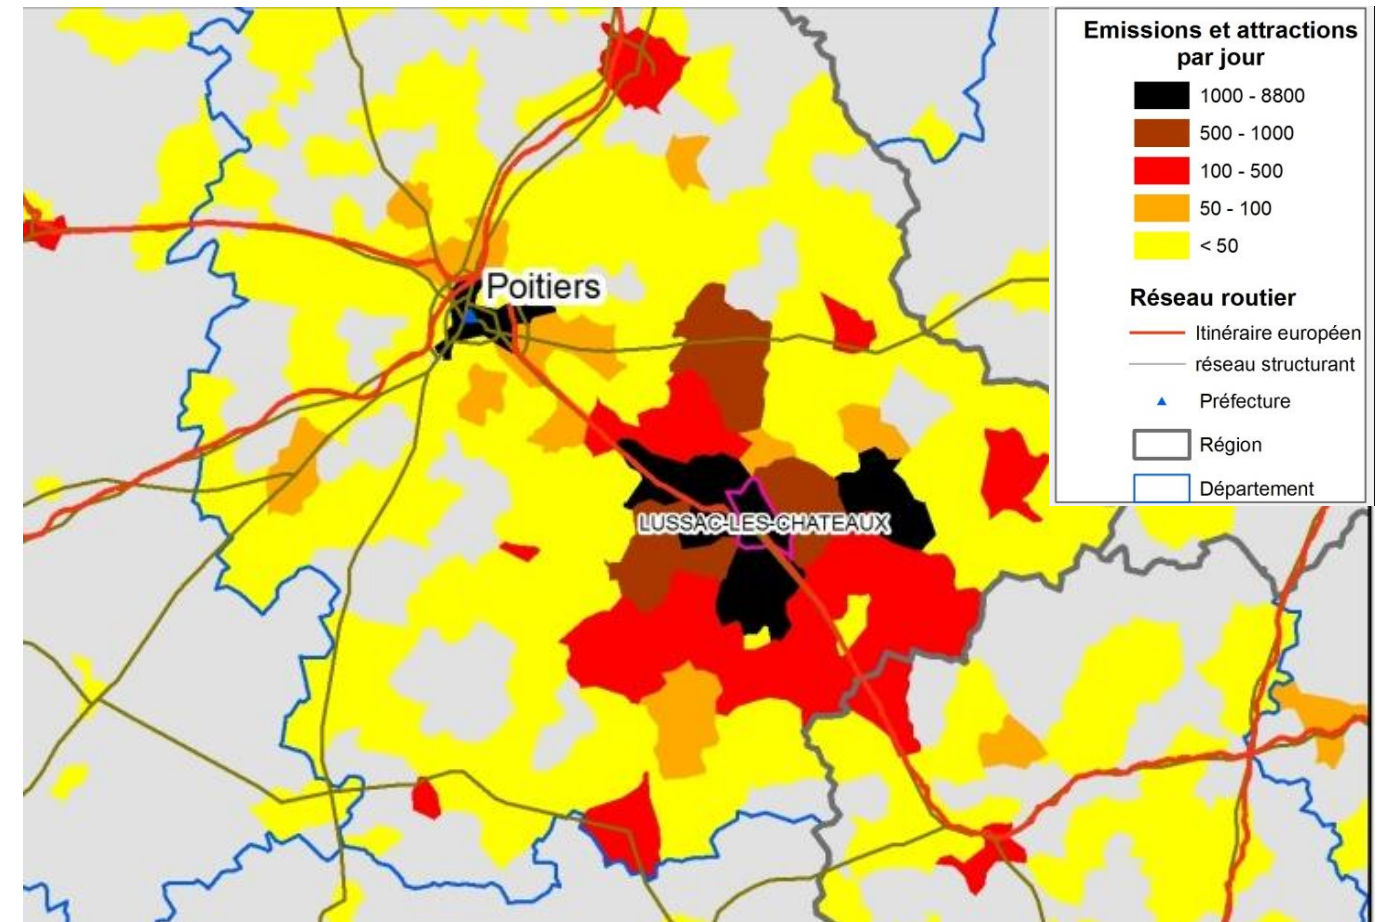 Emissions et attractions
par jour
1000 - 8800
500 - 1000
100 - 500
50 - 100
< 50
Réseau routier
Itinéraire européen
réseau structurant
Préfecture
Région
Département
Poitiers
LUSSAC-LES-CHATEAUX